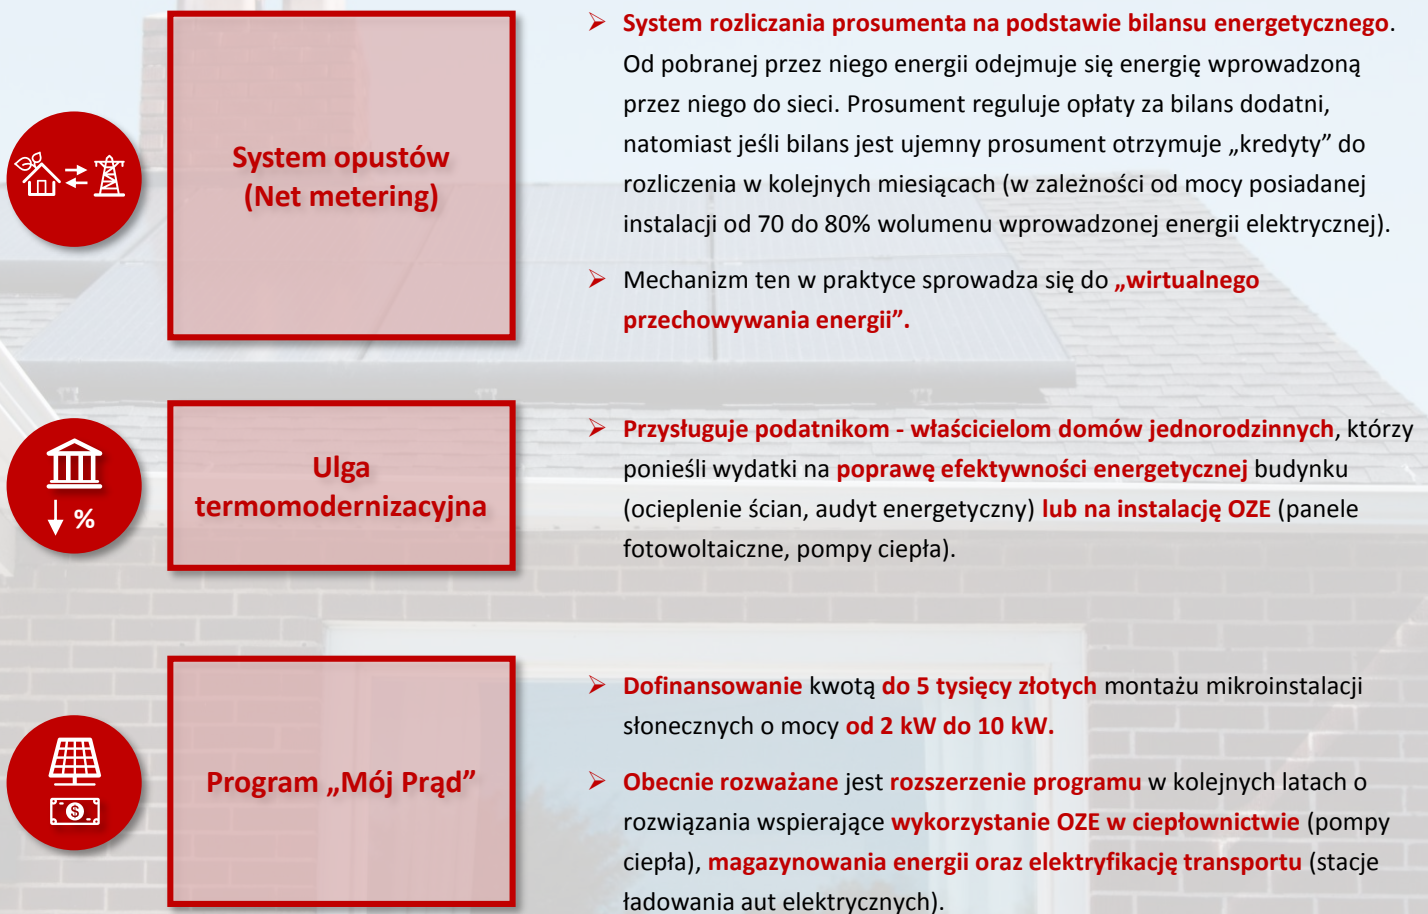 System opustów
(Net metering)
➢ System rozliczania prosumenta na podstawie bilansu energetycznego.
Od pobranej przez niego energii odejmuje się energię wprowadzoną
przez niego do sieci. Prosument reguluje opłaty za bilans dodatni,
natomiast jeśli bilans jest ujemny prosument otrzymuje „kredyty” do
rozliczenia w kolejnych miesiącach (w zależności od mocy posiadanej
instalacji od 70 do 80% wolumenu wprowadzonej energii elektrycznej).
➢ Mechanizm ten w praktyce sprowadza się do „wirtualnego
przechowywania energii”.
%
Ulga
termomodernizacyjna
➢ Przysługuje podatnikom - właścicielom domów jednorodzinnych, którzy
ponieśli wydatki na poprawę efektywności energetycznej budynku
(ocieplenie ścian, audyt energetyczny) lub na instalację OZE (panele
fotowoltaiczne, pompy ciepła).
$
Program „Mój Prąd”
➢ Dofinansowanie kwotą do 5 tysięcy złotych montażu mikroinstalacji
słonecznych o mocy od 2 kW do 10 kW.
➢ Obecnie rozważane jest rozszerzenie programu w kolejnych latach o
rozwiązania wspierające wykorzystanie OZE w ciepłownictwie (pompy
ciepła), magazynowania energii oraz elektryfikację transportu (stacje
ładowania aut elektrycznych).